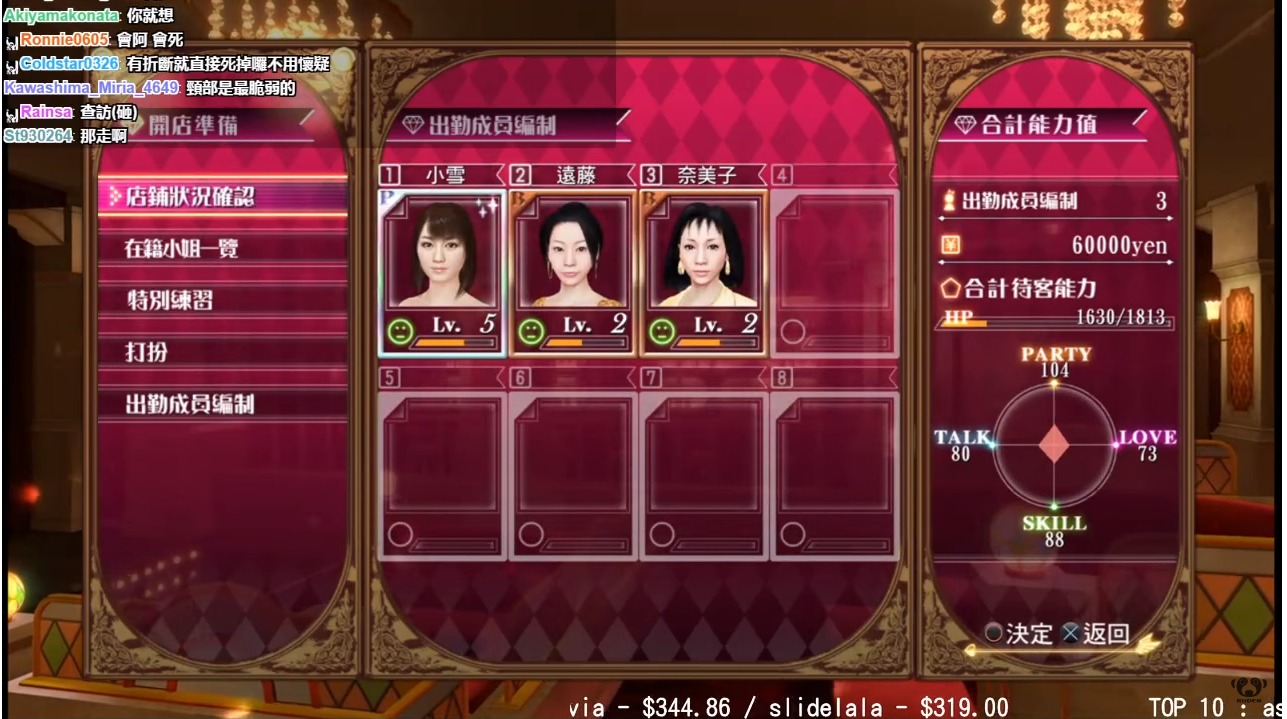 Akiyamakonata: 你就想
Ronnie0605: 會阿 會死
Coldstar0326: 有折斷就直接死掉囉不用懷疑
Kawashima_Miria_4649: 頸部是最脆弱的
Rainsa: 查訪(砸)
St930264: 那走啊
開店準備
店鋪狀況確認
在籍小姐一覽
特別練習
打扮
出勤成員編制
出勤成員編制
1 小雪 2 遠藤 3 奈美子 4
P B B
Lv. 5 Lv. 2 Lv. 2
5 6 7 8
合計能力值
出勤成員編制 3
60000yen
合計待客能力
HP 1630/1813
PARTY
104
TALK
80
LOVE
73
SKILL
88
決定 返回
via - $344.86 / slidelala - $319.00 TOP 10 : as